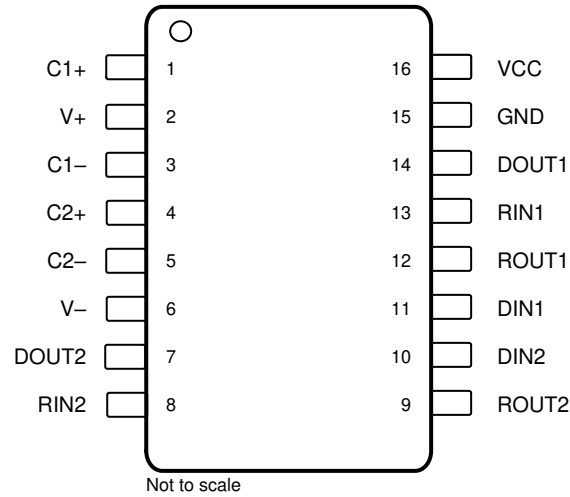 C1+ 1 16 VCC
V+ 2 15 GND
C1– 3 14 DOUT1
C2+ 4 13 RIN1
C2– 5 12 ROUT1
V– 6 11 DIN1
DOUT2 7 10 DIN2
RIN2 8 9 ROUT2
Not to scale